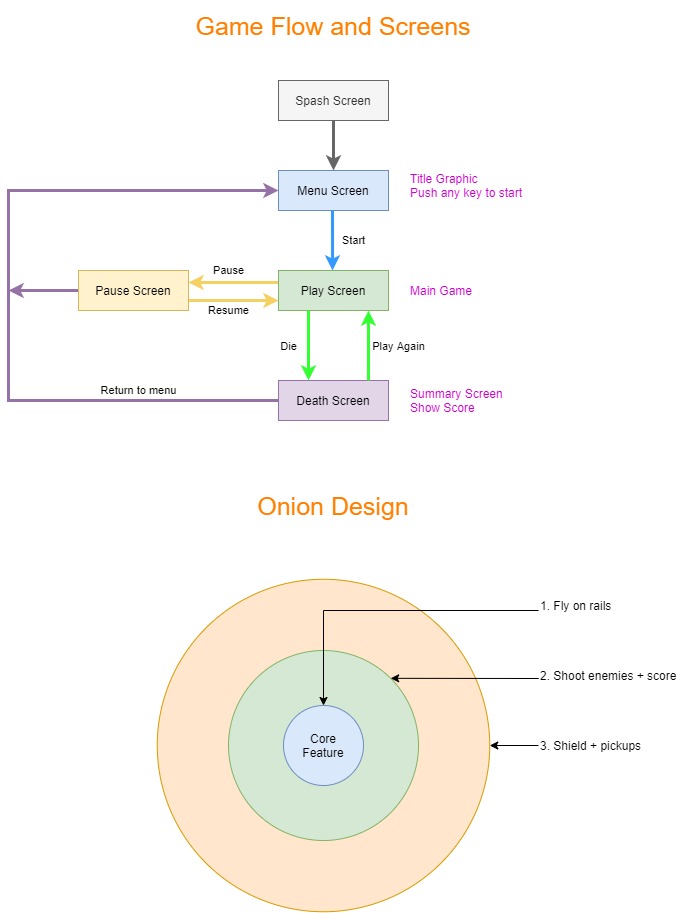 Game Flow and Screens
Spash Screen
Menu Screen
Title Graphic
Push any key to start
Start
Pause
Pause Screen
Play Screen
Main Game
Resume
Die
Play Again
Return to menu
Death Screen
Summary Screen
Show Score
Onion Design
1. Fly on rails
2. Shoot enemies + score
Core
Feature
3. Shield + pickups